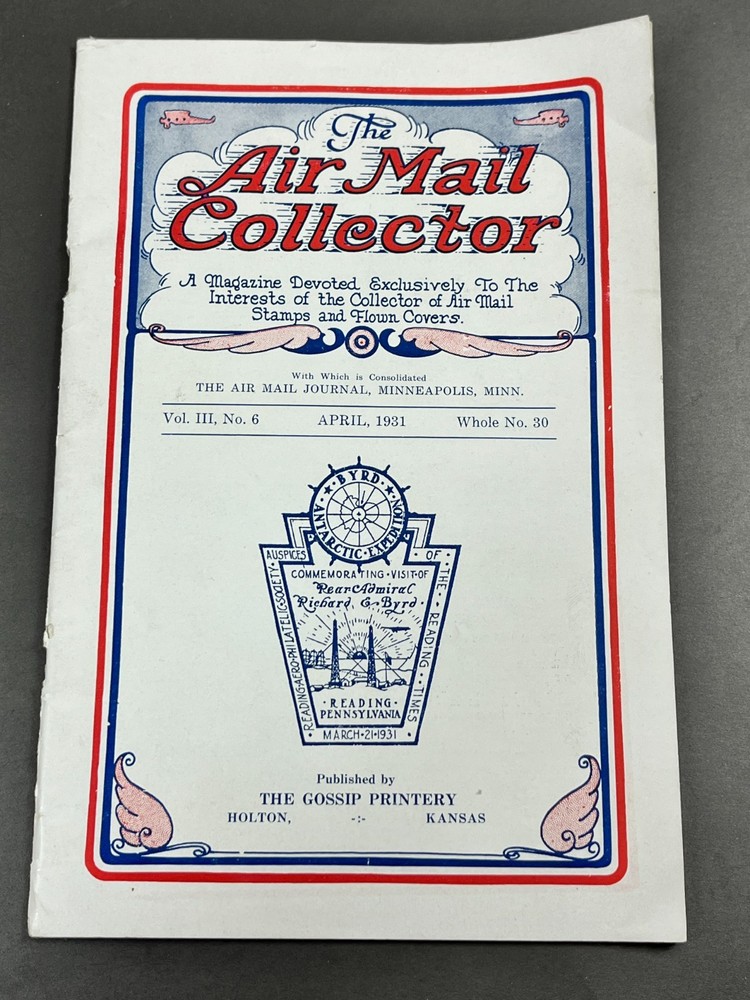 The
Air Mail
Collector
A Magazine Devoted Exclusively To The
Interests of the Collector of Air Mail
Stamps and Flown Covers.
With Which is Consolidated
THE AIR MAIL JOURNAL, MINNEAPOLIS, MINN.
Vol. III, No. 6 APRIL, 1931 Whole No. 30
★ BYRD ★
ANTARCTIC · EXPEDITION
AUSPICES OF · THE · READING · TIMES
READING · AERO · PHILATELIC · SOCIETY
COMMEMORATING · VISIT · OF
Rear Admiral
Richard E. Byrd
· READING ·
PENNSYLVANIA
· MARCH · 21 · 1931 ·
Published by
THE GOSSIP PRINTERY
HOLTON, -:- KANSAS